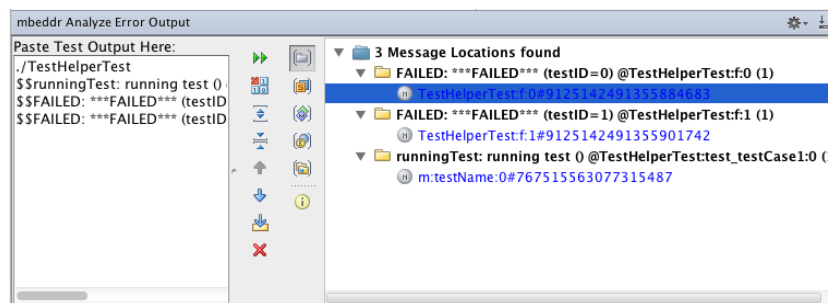 mbeddr Analyze Error Output
Paste Test Output Here:
./TestHelperTest
$$runningTest: running test ()
$$FAILED: ***FAILED*** (testID
$$FAILED: ***FAILED*** (testID
3 Message Locations found
FAILED: ***FAILED*** (testID=0) @TestHelperTest:f:0 (1)
TestHelperTest:f:0#9125142491355884683
FAILED: ***FAILED*** (testID=1) @TestHelperTest:f:1 (1)
TestHelperTest:f:1#9125142491355901742
runningTest: running test () @TestHelperTest:test_testCase1:0 (
m:testName:0#767515563077315487